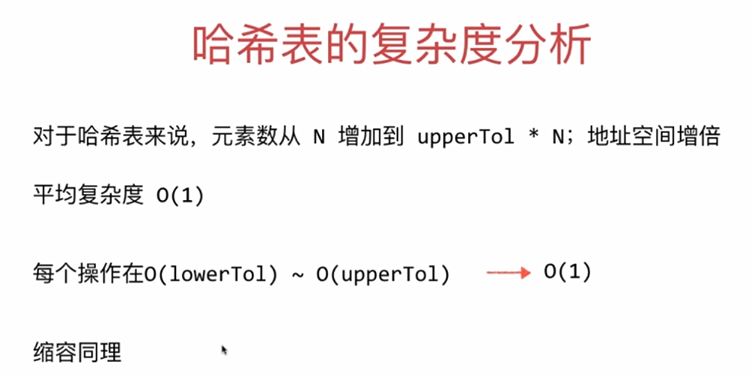 哈希表的复杂度分析
对于哈希表来说，元素数从 N 增加到 upperTol * N；地址空间增倍
平均复杂度 O(1)
每个操作在O(lowerTol) ~ O(upperTol) → O(1)
缩容同理